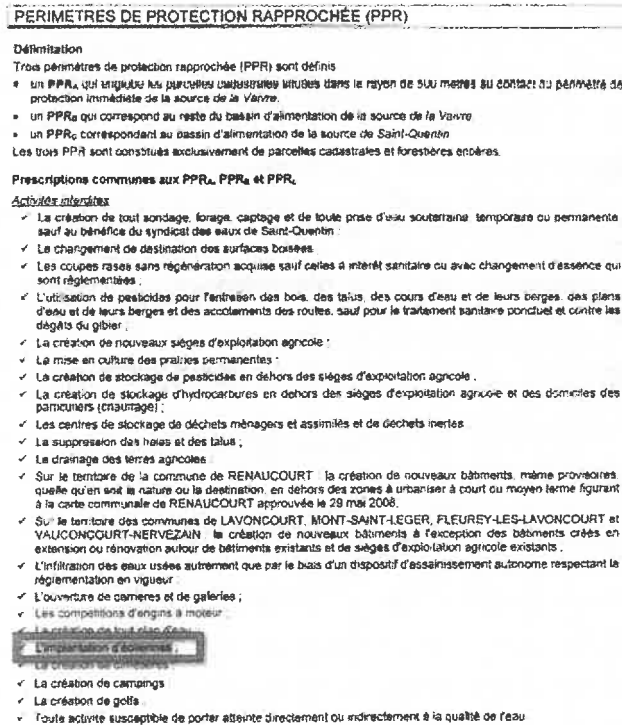 PERIMETRES DE PROTECTION RAPPROCHÉE (PPR)
Délimitation
Trois périmètres de protection rapprochée (PPR) sont définis
• un PPRA qui englobe les parcelles cadastrales situées dans le rayon de 500 mètres au contact du périmètre de
protection immédiate de la source de la Vanre.
• un PPRB qui correspond au reste du bassin d'alimentation de la source de la Vaivre
• un PPRC correspondant au bassin d'alimentation de la source de Saint-Quentin
Les trois PPR sont constitués exclusivement de parcelles cadastrales et forestières entières.
Prescriptions communes aux PPRA, PPRB et PPRC
Activités interdites
✓ La création de tout sondage, forage, captage et de toute prise d'eau souterraine temporaire ou permanente
sauf au bénéfice du syndicat des eaux de Saint-Quentin
✓ Le changement de destination des surfaces boisées
✓ Les coupes rases sans régénération acquise sauf celles à intérêt sanitaire ou avec changement d'essence qui
sont réglementées ;
✓ L'utilisation de pesticides pour l'entretien des bois, des talus, des cours d'eau et de leurs berges, des plans
d'eau et de leurs berges et des accotements des routes, sauf pour le traitement sanitaire ponctuel et contre les
dégâts du gibier ;
✓ La création de nouveaux sièges d'exploitation agricole ;
✓ La mise en culture des prairies permanentes ;
✓ La création de stockage de pesticides en dehors des sièges d'exploitation agricole .
✓ La création de stockage d'hydrocarbures en dehors des sièges d'exploitation agricole et des domiciles des
particuliers (chauffage) ;
✓ Les centres de stockage de déchets ménagers et assimilés et de déchets inertes
✓ La suppression des haies et des talus ;
✓ Le drainage des terres agricoles
✓ Sur le territoire de la commune de RENAUCOURT : la création de nouveaux bâtiments, même provisoires,
quelle qu'en soit la nature ou la destination, en dehors des zones à urbaniser à court ou moyen terme figurant
à la carte communale de RENAUCOURT approuvée le 29 mai 2008.
✓ Sur le territoire des communes de LAVONCOURT, MONT-SAINT-LEGER, FLEUREY-LES-LAVONCOURT et
VAUCONCOURT-NERVEZAIN : la création de nouveaux bâtiments à l'exception des bâtiments créés en
extension ou rénovation autour de bâtiments existants et de sièges d'exploitation agricole existants .
✓ L'infiltration des eaux usées autrement que par le biais d'un dispositif d'assainissement autonome respectant la
réglementation en vigueur ;
✓ L'ouverture de carrières et de galeries ;
✓ Les compétitions d'engins à moteur ;
✓ La création de tout plan d'eau
✓ L'implantation d'éoliennes ;
✓ La création de cimetières
✓ La création de campings
✓ La création de golfs
✓ Toute activité susceptible de porter atteinte directement ou indirectement à la qualité de l'eau